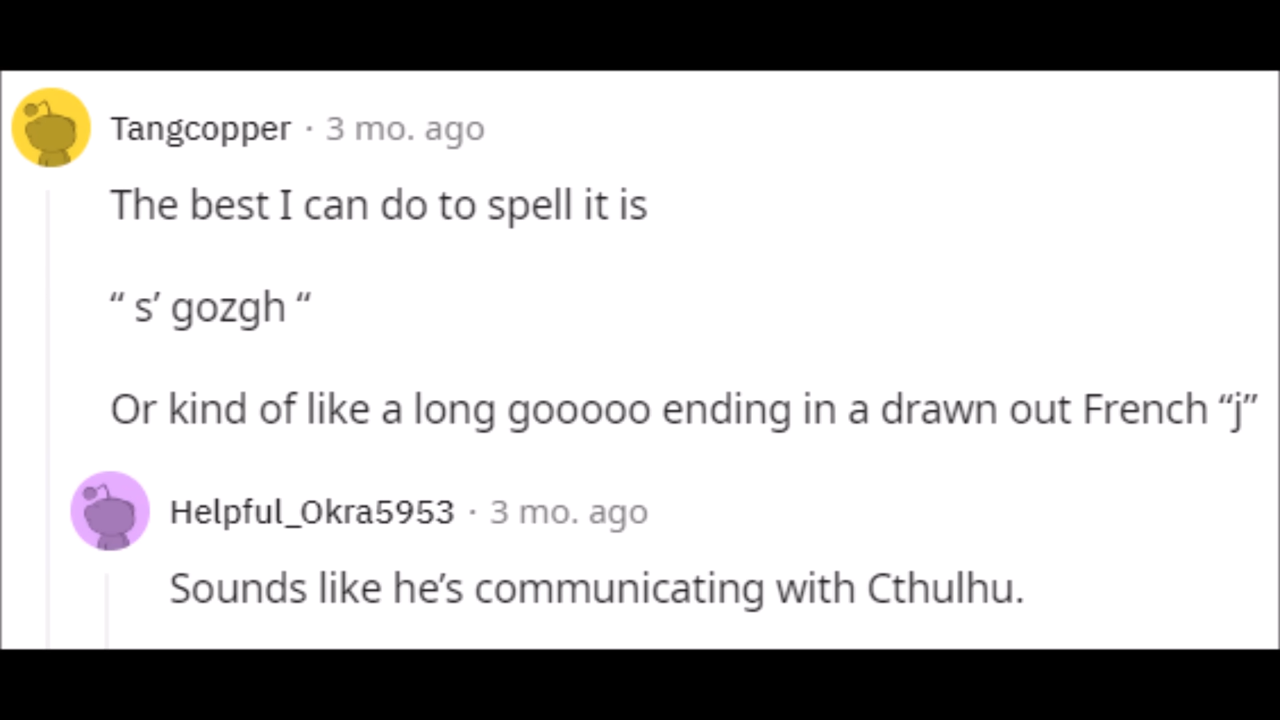 Tangcopper · 3 mo. ago
The best I can do to spell it is
“ s’ gozgh “
Or kind of like a long gooooo ending in a drawn out French “j”
Helpful_Okra5953 · 3 mo. ago
Sounds like he’s communicating with Cthulhu.